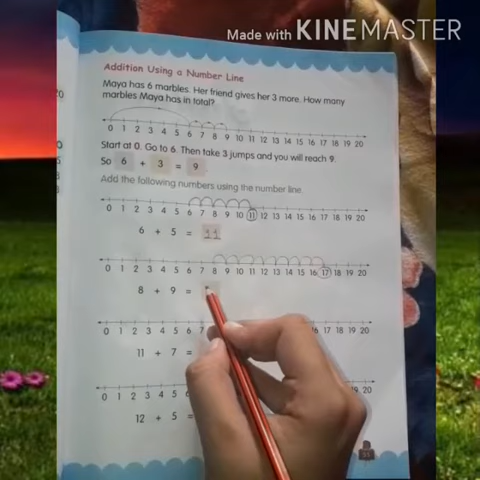 Made with KINEMASTER
Addition Using a Number Line
Maya has 6 marbles. Her friend gives her 3 more. How many
marbles Maya has in total?
0 1 2 3 4 5 6 7 8 9 10 11 12 13 14 15 16 17 18 19 20
Start at 0. Go to 6. Then take 3 jumps and you will reach 9.
So 6 + 3 = 9
Add the following numbers using the number line.
0 1 2 3 4 5 6 7 8 9 10 11 12 13 14 15 16 17 18 19 20
6 + 5 = 11
0 1 2 3 4 5 6 7 8 9 10 11 12 13 14 15 16 17 18 19 20
8 + 9 =
0 1 2 3 4 5 6 7 16 17 18 19 20
11 + 7 =
0 1 2 3 4 5 6 19 20
12 + 5 =